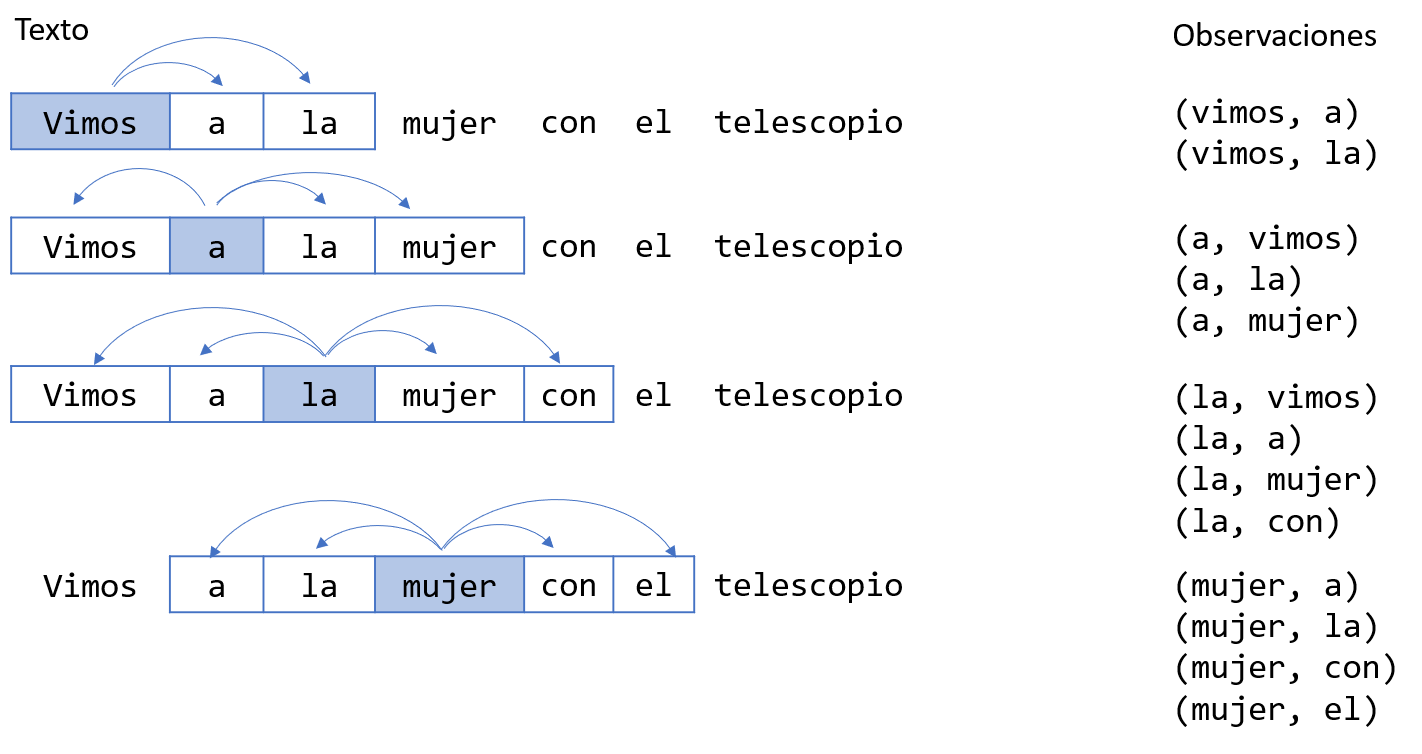 Texto
Observaciones
Vimos a la mujer con el telescopio
(vimos, a)
(vimos, la)
Vimos a la mujer con el telescopio
(a, vimos)
(a, la)
(a, mujer)
Vimos a la mujer con el telescopio
(la, vimos)
(la, a)
(la, mujer)
(la, con)
Vimos a la mujer con el telescopio
(mujer, a)
(mujer, la)
(mujer, con)
(mujer, el)